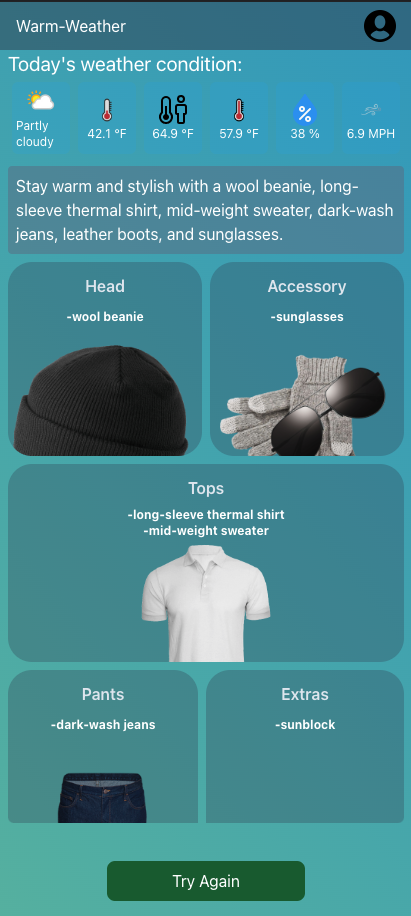 Warm-Weather
Today's weather condition:
Partly
cloudy
42.1 °F
64.9 °F
57.9 °F
38 %
6.9 MPH
Stay warm and stylish with a wool beanie, long-
sleeve thermal shirt, mid-weight sweater, dark-wash
jeans, leather boots, and sunglasses.
Head
-wool beanie
Accessory
-sunglasses
Tops
-long-sleeve thermal shirt
-mid-weight sweater
Pants
-dark-wash jeans
Extras
-sunblock
Try Again